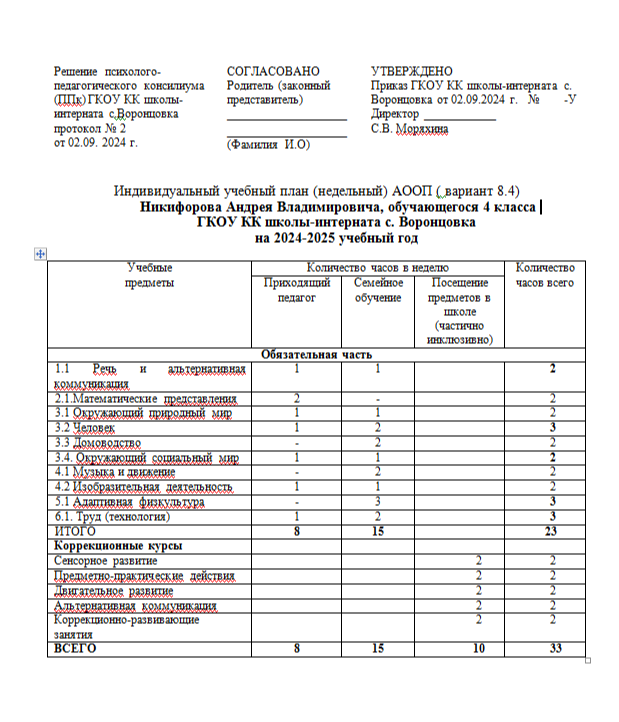 Решение психолого-
педагогического консилиума
(ППк) ГКОУ КК школы-
интерната с.Воронцовка
протокол № 2
от 02.09. 2024 г.
СОГЛАСОВАНО
Родитель (законный
представитель)
____________________
____________________
(Фамилия И.О)
УТВЕРЖДЕНО
Приказ ГКОУ КК школы-интерната с.
Воронцовка от 02.09.2024 г. № -У
Директор ____________
С.В. Моряхина
Индивидуальный учебный план (недельный) АООП ( вариант 8.4)
Никифорова Андрея Владимировича, обучающегося 4 класса
ГКОУ КК школы-интерната с. Воронцовка
на 2024-2025 учебный год
Учебные предметы Количество часов в неделю Количество часов всего
Приходящий педагог Семейное обучение Посещение предметов в школе (частично инклюзивно)
Обязательная часть
1.1 Речь и альтернативная коммуникация 1 1 2
2.1.Математические представления 2 - 2
3.1 Окружающий природный мир 1 1 2
3.2 Человек 1 2 3
3.3 Домоводство - 2 2
3.4. Окружающий социальный мир 1 1 2
4.1 Музыка и движение - 2 2
4.2 Изобразительная деятельность 1 1 2
5.1 Адаптивная физкультура - 3 3
6.1. Труд (технология) 1 2 3
ИТОГО 8 15 23
Коррекционные курсы
Сенсорное развитие 2 2
Предметно-практические действия 2 2
Двигательное развитие 2 2
Альтернативная коммуникация 2 2
Коррекционно-развивающие занятия 2 2
ВСЕГО 8 15 10 33